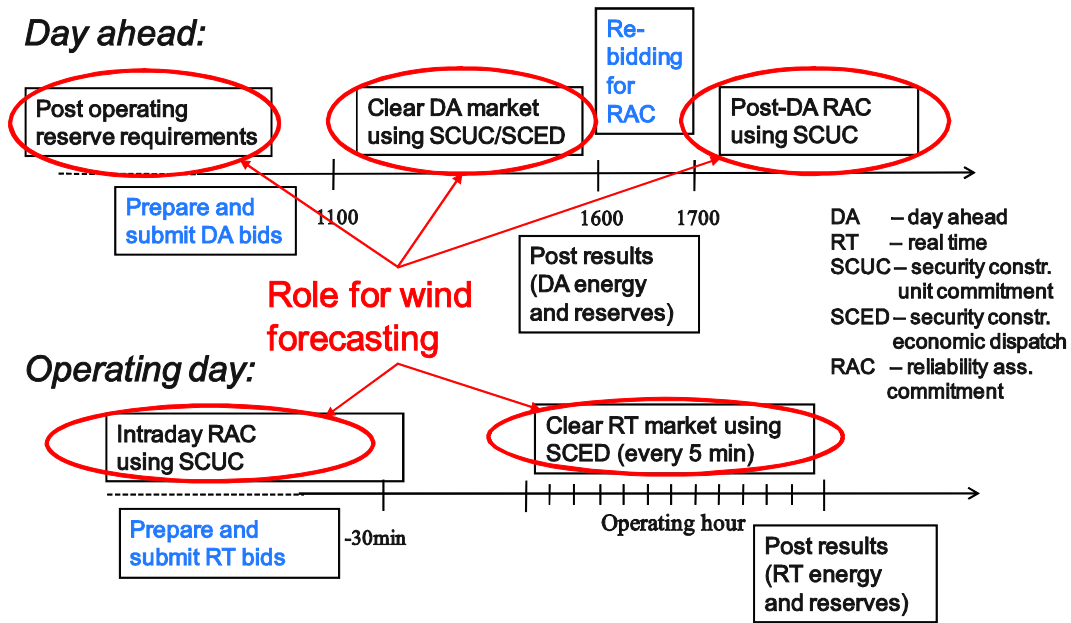 Day ahead:
Post operating
reserve requirements
Clear DA market
using SCUC/SCED
Re-
bidding
for
RAC
Post-DA RAC
using SCUC
Prepare and
submit DA bids
1100
1600
1700
Post results
(DA energy
and reserves)
DA – day ahead
RT – real time
SCUC – security constr.
unit commitment
SCED – security constr.
economic dispatch
RAC – reliability ass.
commitment
Role for wind
forecasting
Operating day:
Intraday RAC
using SCUC
Clear RT market using
SCED (every 5 min)
Prepare and
submit RT bids
-30min
Operating hour
Post results
(RT energy
and reserves)